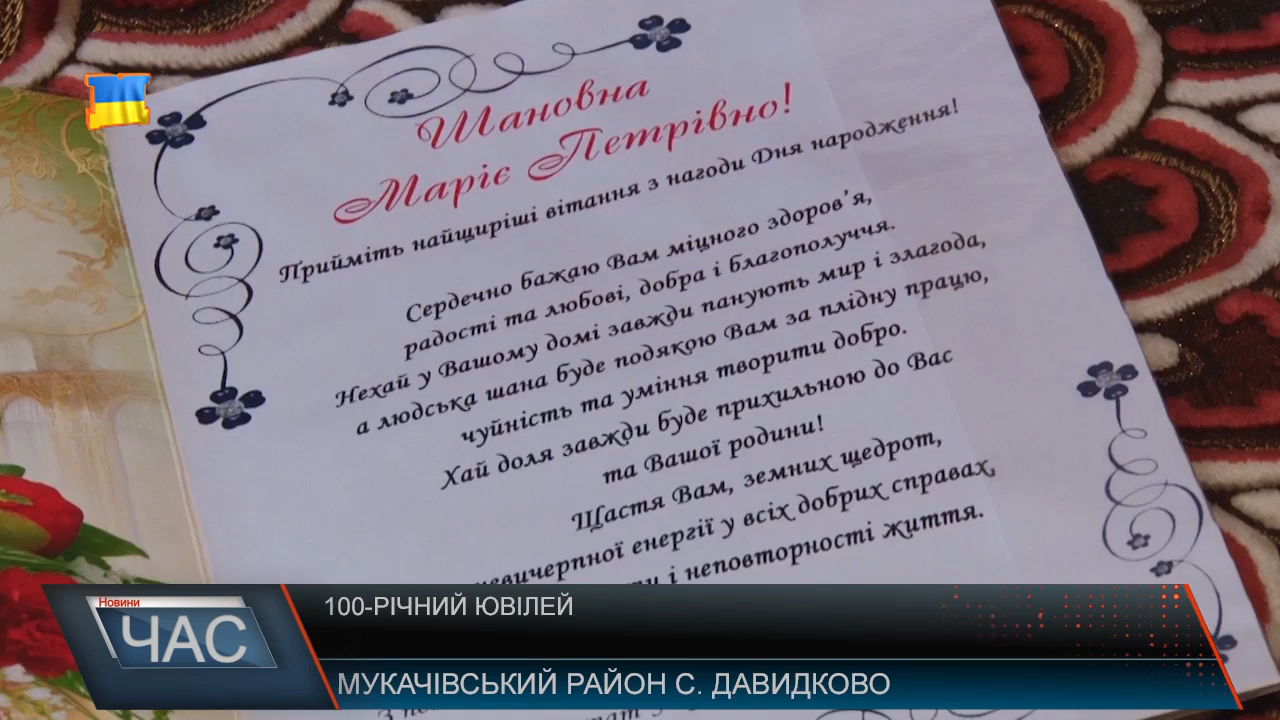 Шановна
Маріє Петрівно!
Прийміть найщиріші вітання з нагоди Дня народження!
Сердечно бажаю Вам міцного здоров’я,
радості та любові, добра і благополуччя.
Нехай у Вашому домі завжди панують мир і злагода,
а людська шана буде подякою Вам за плідну працю,
чуйність та уміння творити добро.
Хай доля завжди буде прихильною до Вас
та Вашої родини!
Щастя Вам, земних щедрот,
енергії у всіх добрих справах,
і неповторності життя.
Новини
ЧАС
100-РІЧНИЙ ЮВІЛЕЙ
МУКАЧІВСЬКИЙ РАЙОН С. ДАВИДКОВО